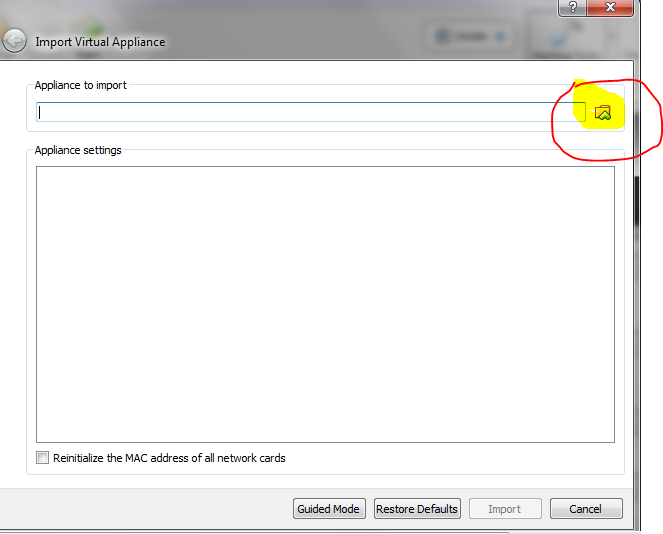 Import Virtual Appliance
Appliance to import
Appliance settings
Reinitialize the MAC address of all network cards
Guided Mode
Restore Defaults
Import
Cancel